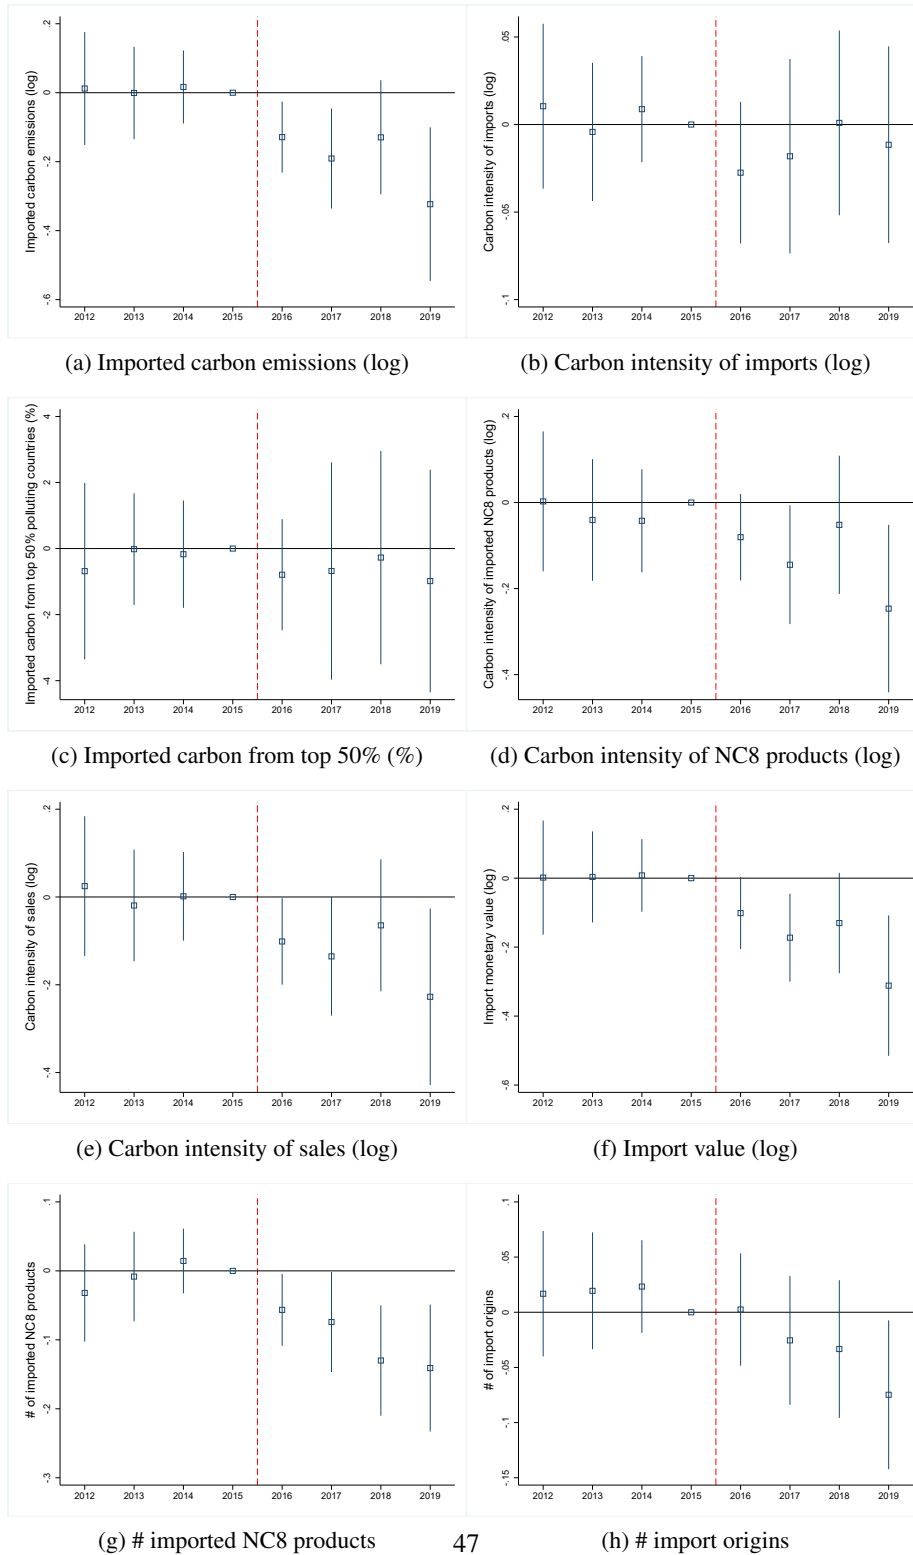 Imported carbon emissions (log)
.2
0
-.2
-.4
-.6
2012 2013 2014 2015 2016 2017 2018 2019
(a) Imported carbon emissions (log)
Carbon intensity of imports (log)
.05
0
-.05
-.1
2012 2013 2014 2015 2016 2017 2018 2019
(b) Carbon intensity of imports (log)
Imported carbon from top 50% polluting countries (%)
4
2
0
-2
-4
2012 2013 2014 2015 2016 2017 2018 2019
(c) Imported carbon from top 50% (%)
Carbon intensity of imported NC8 products (log)
.2
0
-.2
-.4
2012 2013 2014 2015 2016 2017 2018 2019
(d) Carbon intensity of NC8 products (log)
Carbon intensity of sales (log)
.2
0
-.2
-.4
2012 2013 2014 2015 2016 2017 2018 2019
(e) Carbon intensity of sales (log)
Import monetary value (log)
.2
0
-.2
-.4
-.6
2012 2013 2014 2015 2016 2017 2018 2019
(f) Import value (log)
# of imported NC8 products
.1
0
-.1
-.2
-.3
2012 2013 2014 2015 2016 2017 2018 2019
(g) # imported NC8 products
# of import origins
.1
.05
0
-.05
-.1
-.15
2012 2013 2014 2015 2016 2017 2018 2019
(h) # import origins
47